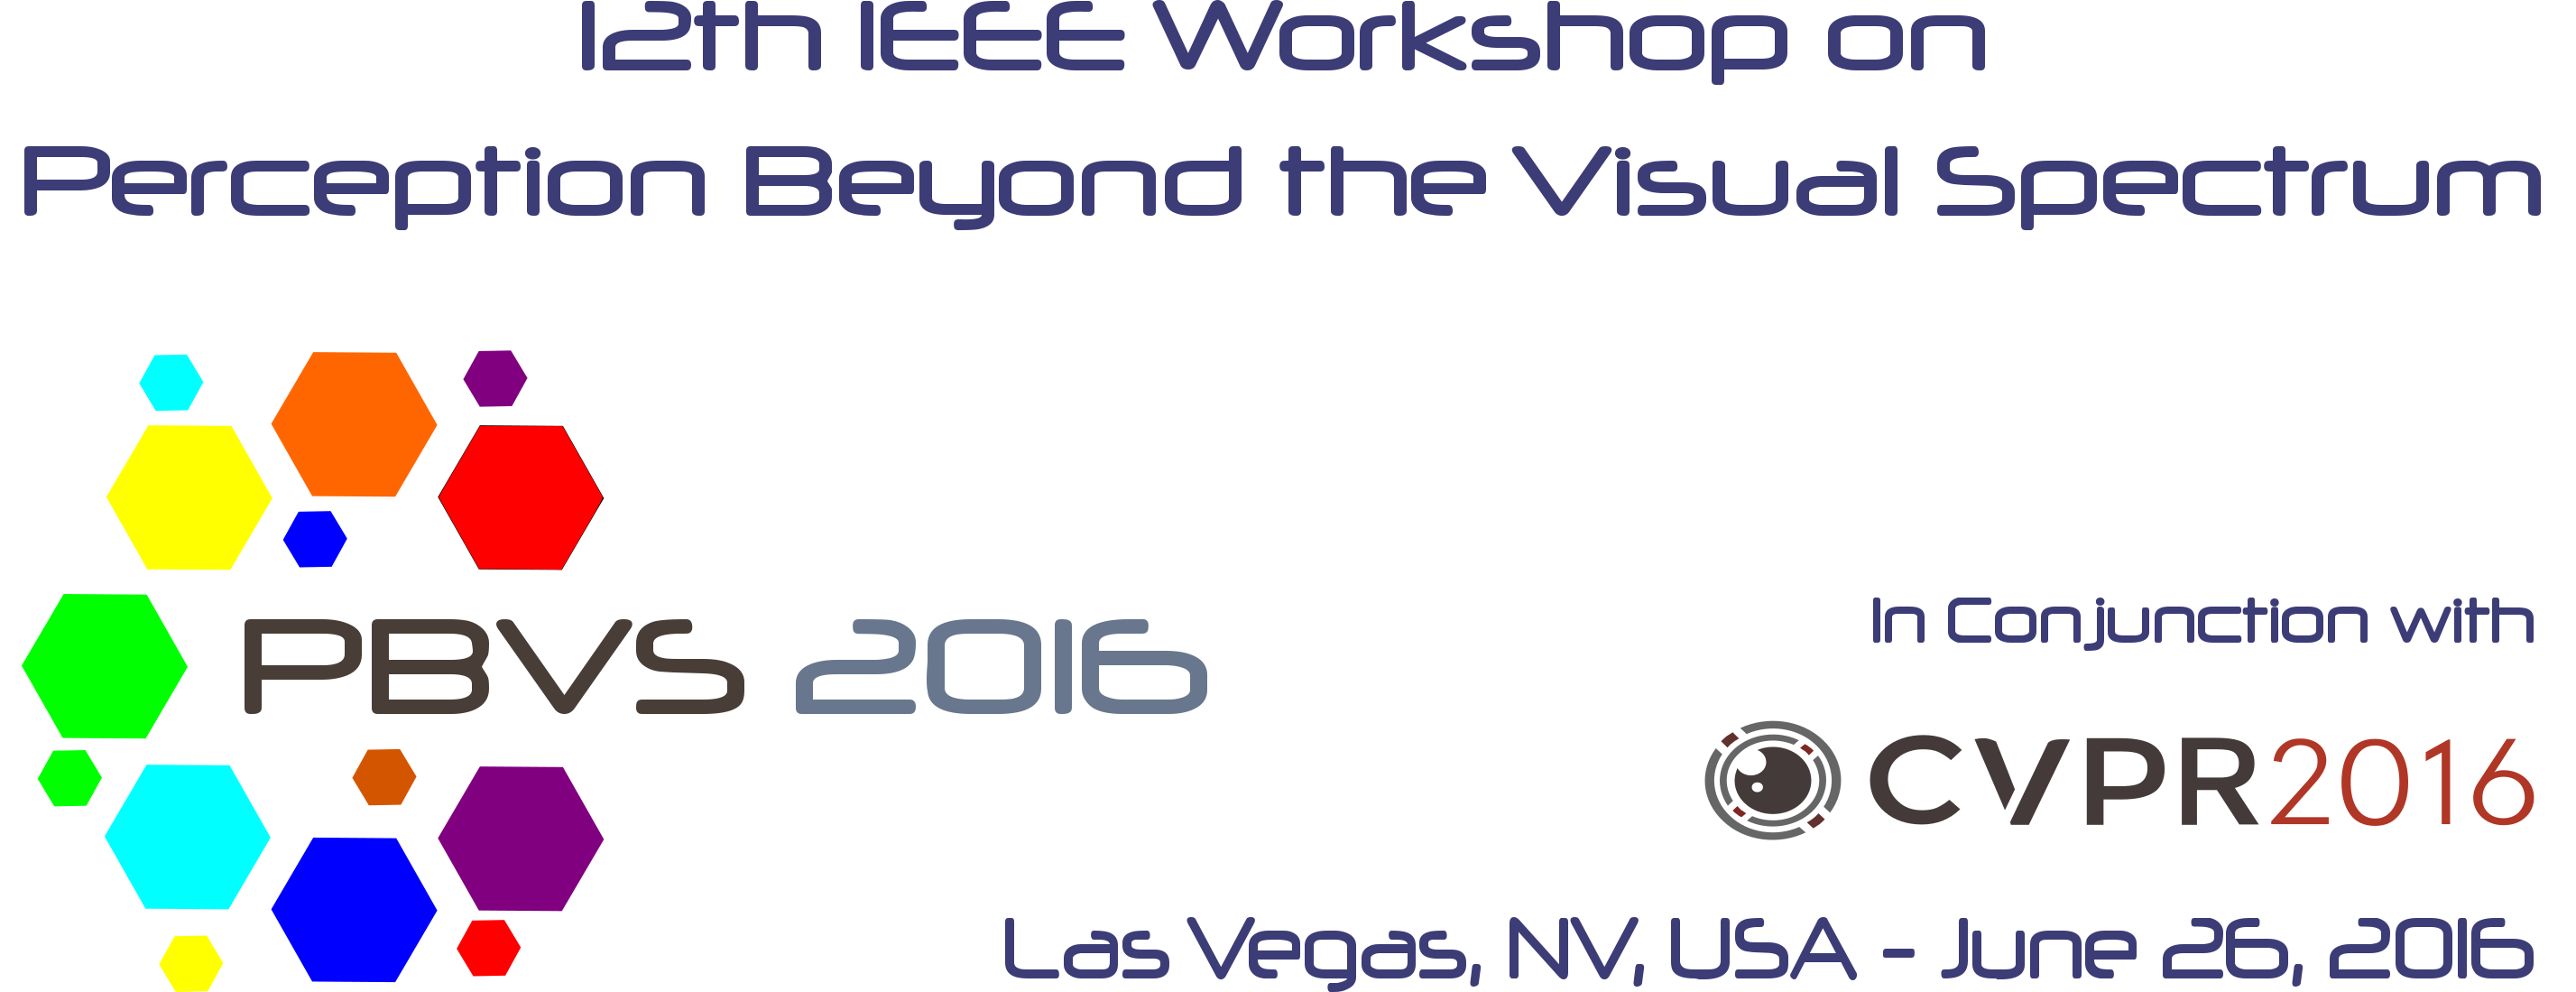 12th IEEE Workshop on
Perception Beyond the Visual Spectrum
PBVS 2016
In Conjunction with
CVPR2016
Las Vegas, NV, USA - June 26, 2016